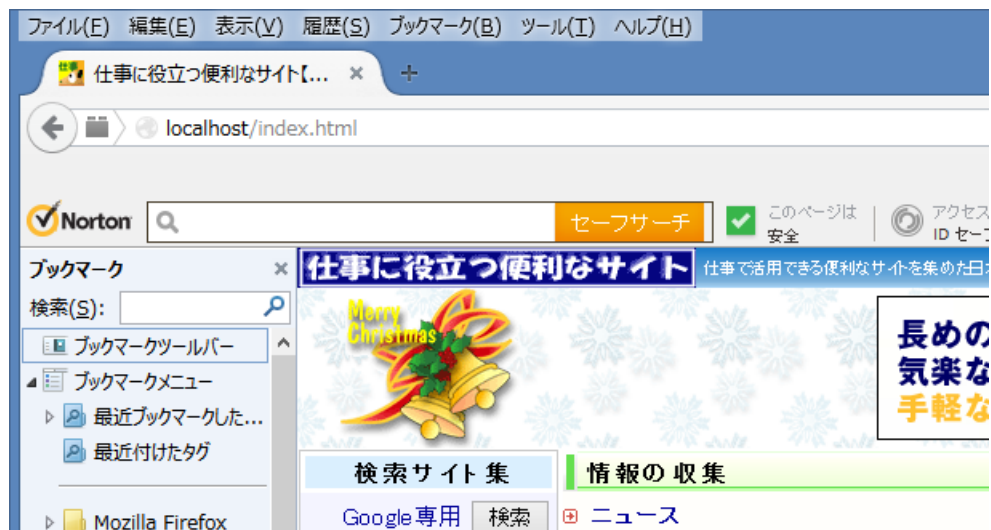 ファイル(F) 編集(E) 表示(V) 履歴(S) ブックマーク(B) ツール(T) ヘルプ(H)
仕事に役立つ便利なサイト【... × +
localhost/index.html
Norton セーフサーチ このページは 安全 アクセス ID セーフ
ブックマーク ×
検索(S):
ブックマークツールバー
ブックマークメニュー
最近ブックマークした...
最近付けたタグ
Mozilla Firefox
仕事に役立つ便利なサイト 仕事で活用できる便利なサイトを集めた日本
Merry
Christmas
長めの
気楽な
手軽な
検索サイト集
Google専用 検索
情報の収集
ニュース